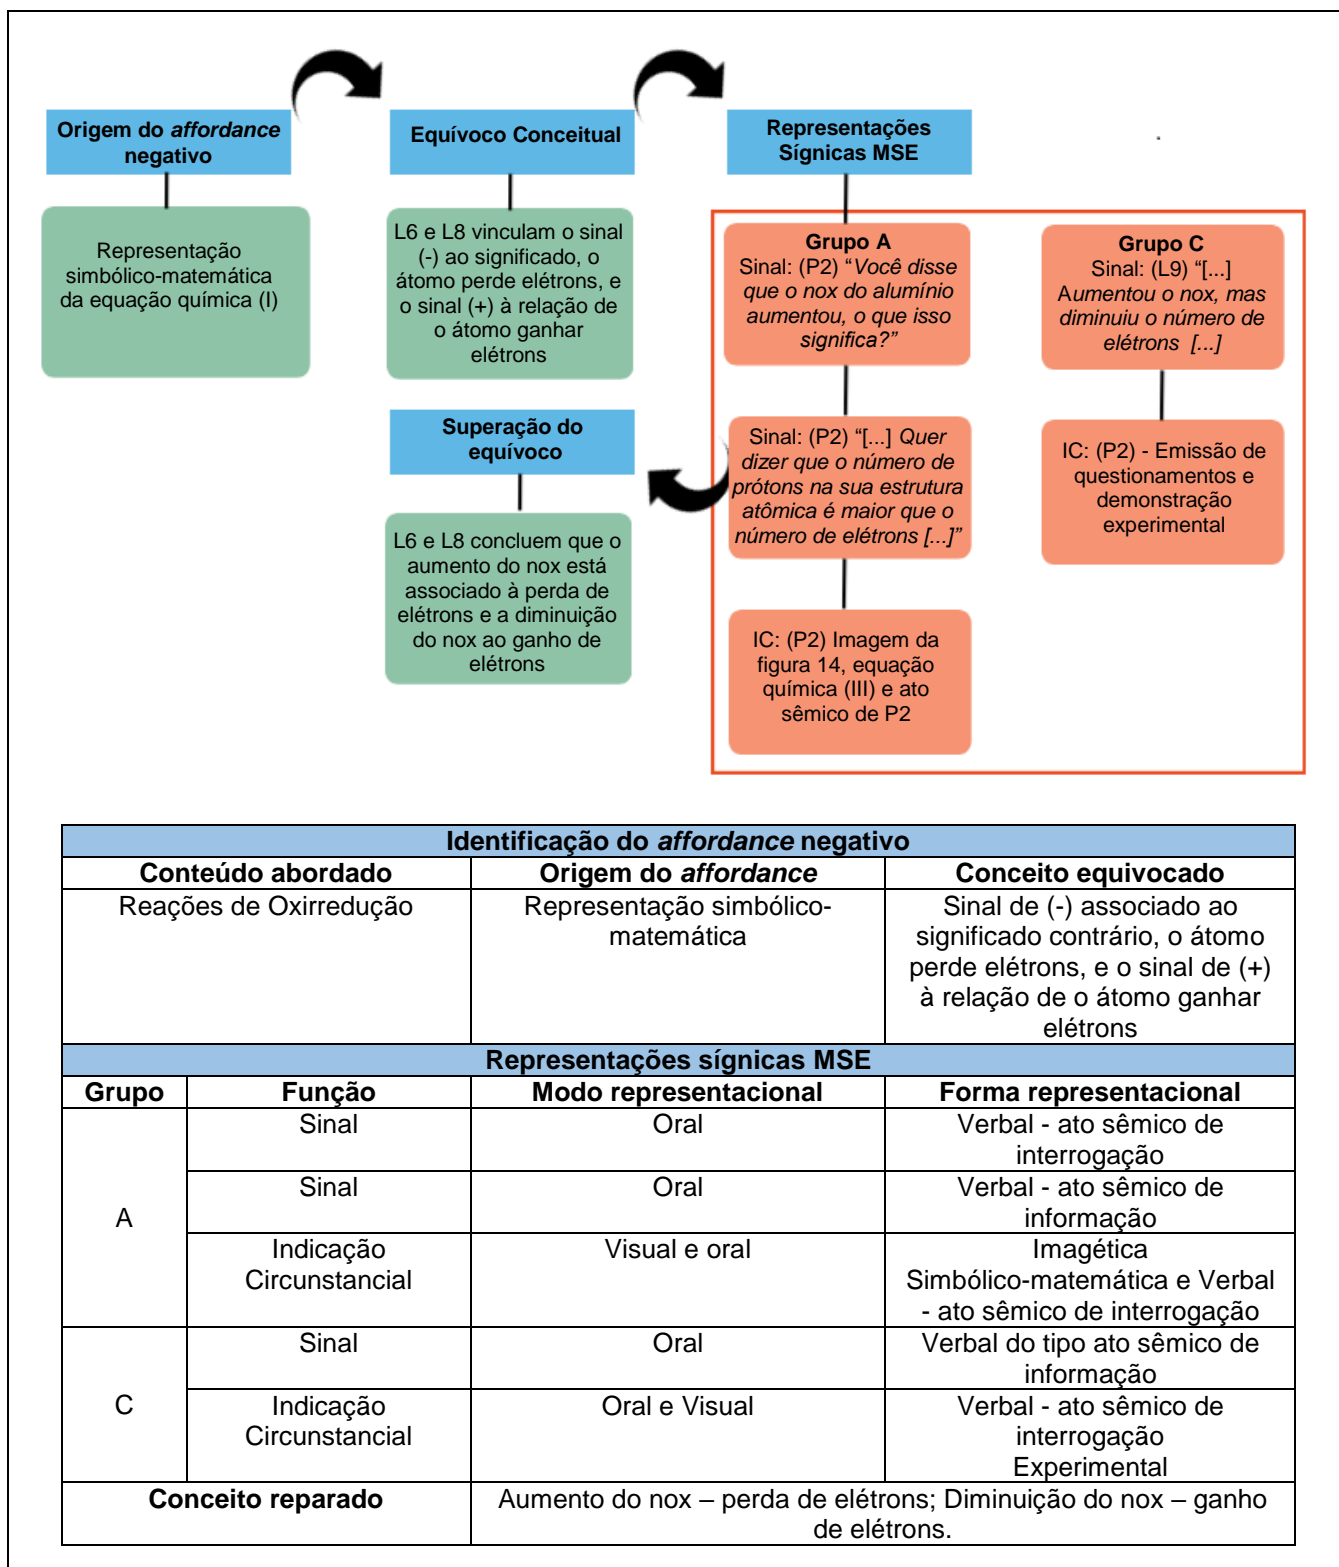 Origem do affordance
negativo
Equívoco Conceitual
Representações
Sígnicas MSE
Representação
simbólico-matemática
da equação química (I)
L6 e L8 vinculam o sinal
(-) ao significado, o
átomo perde elétrons, e
o sinal (+) à relação de
o átomo ganhar
elétrons
Grupo A
Sinal: (P2) “Você disse
que o nox do alumínio
aumentou, o que isso
significa?”
Grupo C
Sinal: (L9) “[...]
Aumentou o nox, mas
diminuiu o número de
elétrons [...]
Superação do
equívoco
Sinal: (P2) “[...] Quer
dizer que o número de
prótons na sua estrutura
atômica é maior que o
número de elétrons [...]”
IC: (P2) - Emissão de
questionamentos e
demonstração
experimental
L6 e L8 concluem que o
aumento do nox está
associado à perda de
elétrons e a diminuição
do nox ao ganho de
elétrons
IC: (P2) Imagem da
figura 14, equação
química (III) e ato
sêmico de P2
Identificação do affordance negativo
Conteúdo abordado
Origem do affordance
Conceito equivocado
Reações de Oxirredução
Representação simbólico-
matemática
Sinal de (-) associado ao
significado contrário, o átomo
perde elétrons, e o sinal de (+)
à relação de o átomo ganhar
elétrons
Representações sígnicas MSE
Grupo
Função
Modo representacional
Forma representacional
A
Sinal
Oral
Verbal - ato sêmico de
interrogação
Sinal
Oral
Verbal - ato sêmico de
informação
Indicação
Circunstancial
Visual e oral
Imagética
Simbólico-matemática e Verbal
- ato sêmico de interrogação
C
Sinal
Oral
Verbal do tipo ato sêmico de
informação
Indicação
Circunstancial
Oral e Visual
Verbal - ato sêmico de
interrogação
Experimental
Conceito reparado
Aumento do nox – perda de elétrons; Diminuição do nox – ganho
de elétrons.